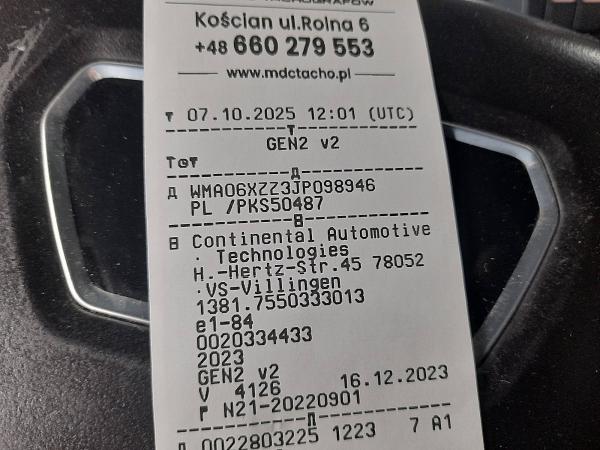 Kościan ul.Rolna 6
+48 660 279 553
www.mdctacho.pl
07.10.2025 12:01 (UTC)
GEN2 v2
WMA06XZZ3JP098946
PL /PKS50487
Continental Automotive
. Technologies
H.-Hertz-Str.45 78052
.VS-Villingen
1381.7550333013
e1-84
0020334433
2023
GEN2 v2
V 4126 16.12.2023
N21-20220901
0022803225 1223 7 A1